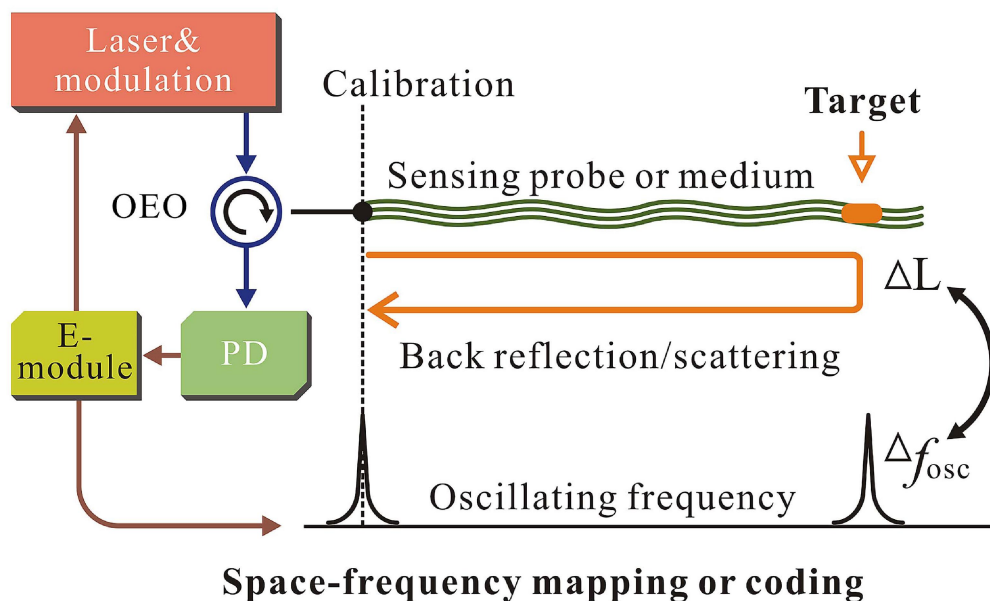 Laser&
modulation
Calibration
Target
OEO
Sensing probe or medium
ΔL
E-
module
PD
Back reflection/scattering
Δfosc
Oscillating frequency
Space-frequency mapping or coding